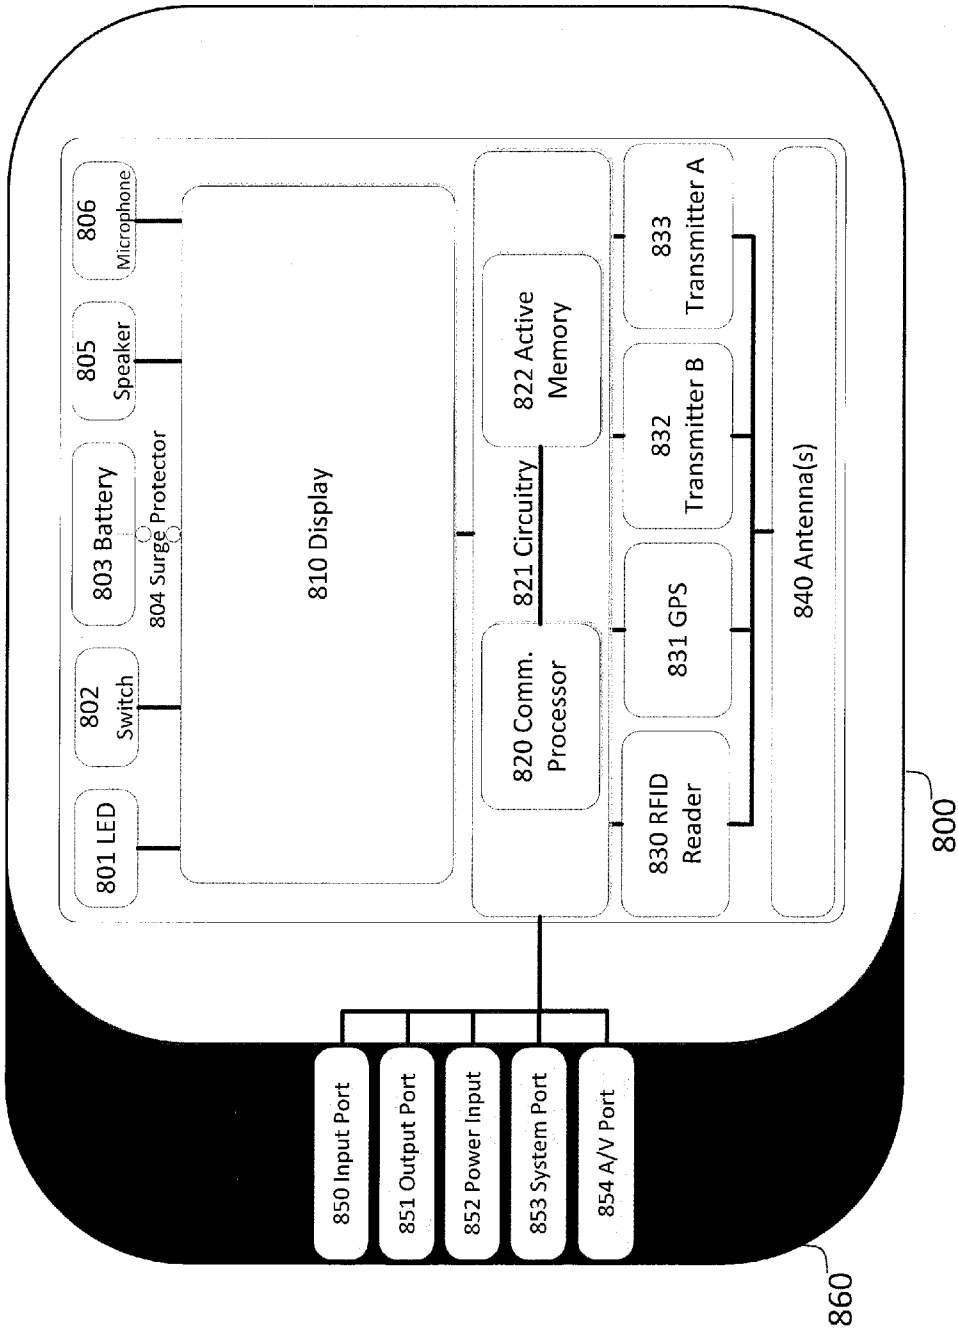 801 LED
802
Switch
803 Battery
804 Surge Protector
805
Speaker
806
Microphone
810 Display
820 Comm.
Processor
821 Circuitry
822 Active
Memory
830 RFID
Reader
831 GPS
832
Transmitter B
833
Transmitter A
840 Antenna(s)
850 Input Port
851 Output Port
852 Power Input
853 System Port
854 A/V Port
860
800